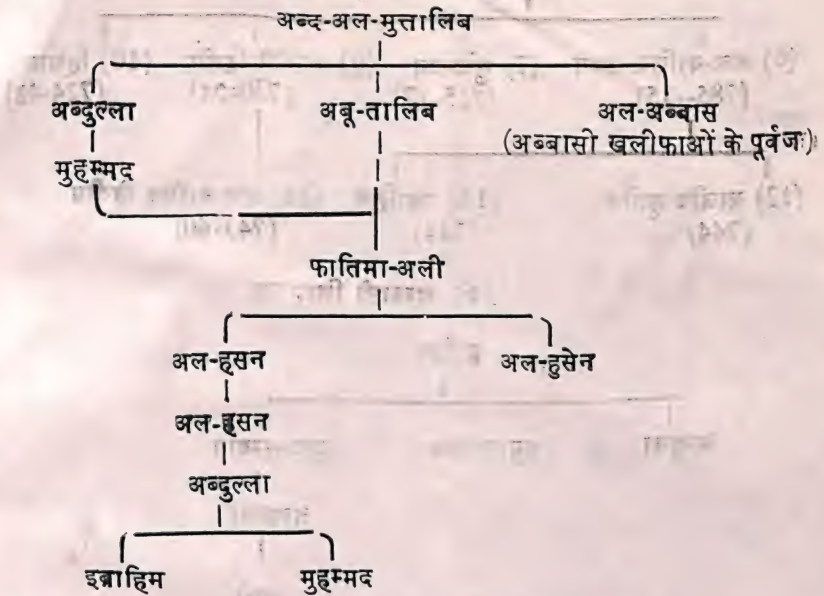 अब्द-अल-मुत्तालिब
अब्दुल्ला अबू-तालिब अल-अब्बास
(अब्बासी खलीफाओं के पूर्वजः)
मुहम्मद
फातिमा-अली
अल-हसन अल-हुसेन
अल-हसन
अब्दुल्ला
इब्राहिम मुहम्मद